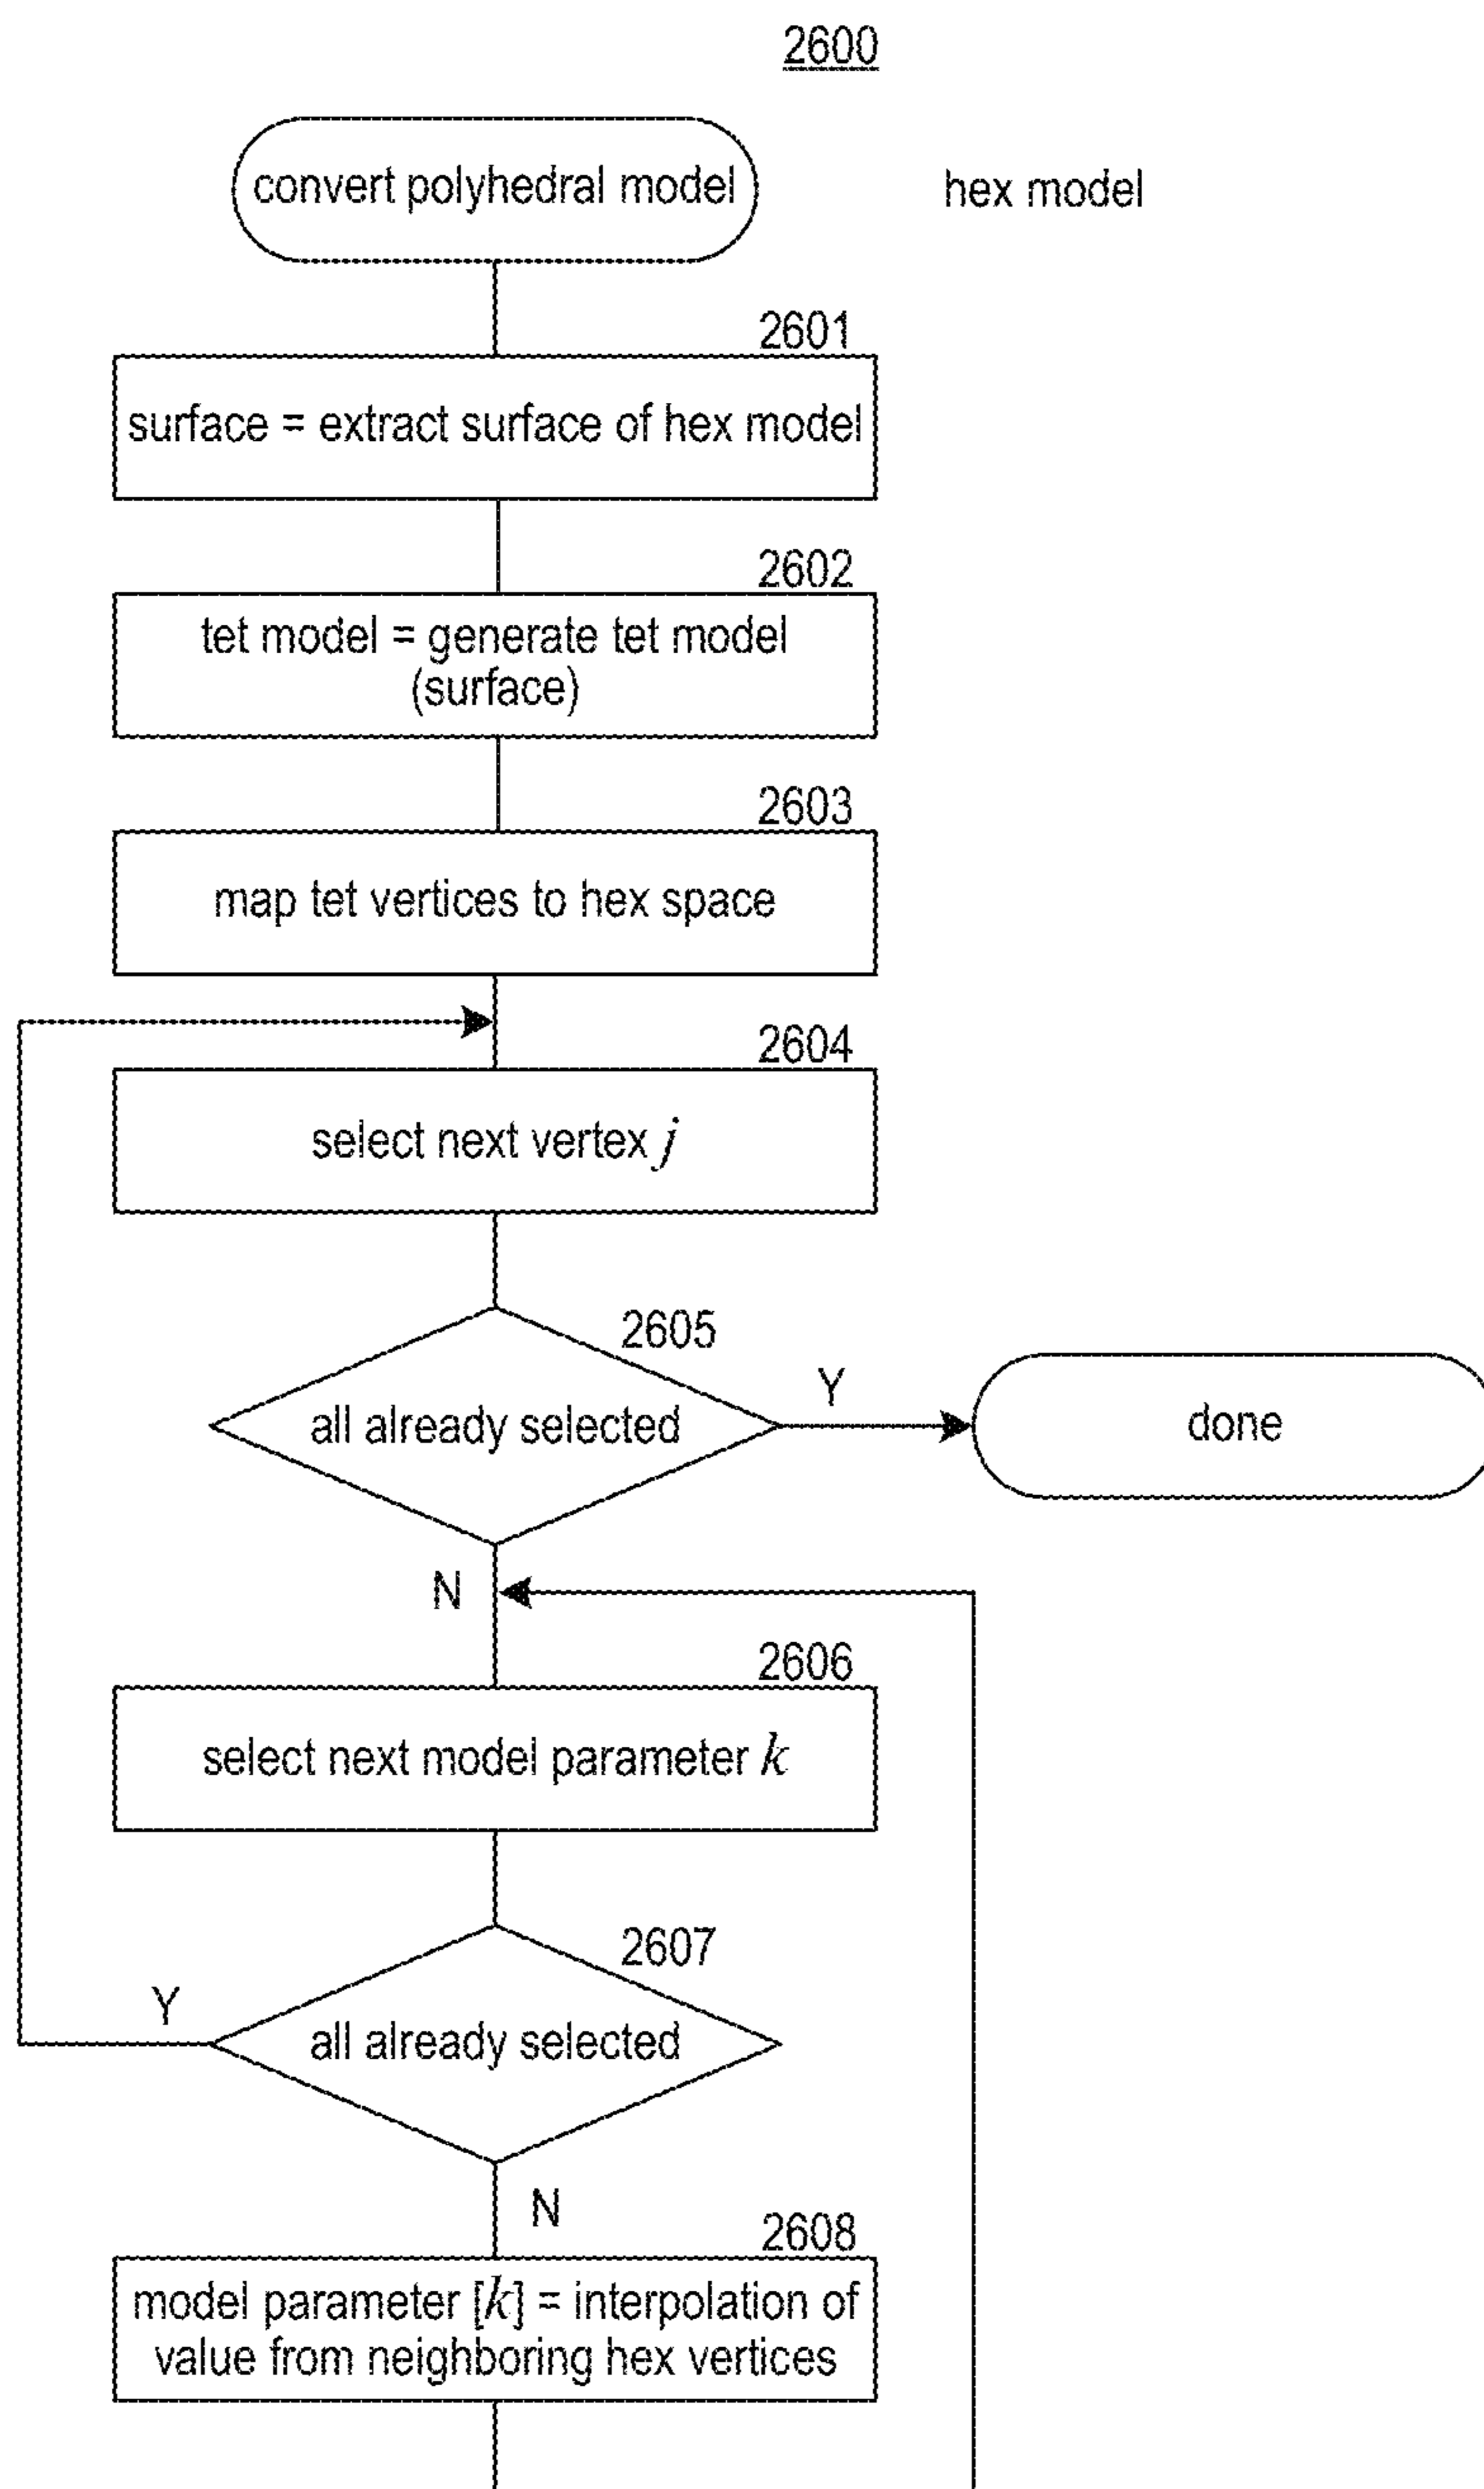 2600
convert polyhedral model
hex model
2601
surface = extract surface of hex model
2602
tet model = generate tet model
(surface)
2603
map tet vertices to hex space
2604
select next vertex j
2605
all already selected
Y
done
N
2606
select next model parameter k
2607
all already selected
Y
N
2608
model parameter [k] = interpolation of
value from neighboring hex vertices